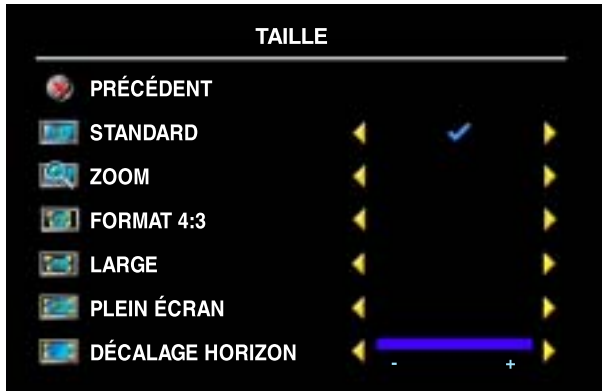 TAILLE
PRÉCÉDENT
STANDARD
ZOOM
FORMAT 4:3
LARGE
PLEIN ÉCRAN
DÉCALAGE HORIZON
- +